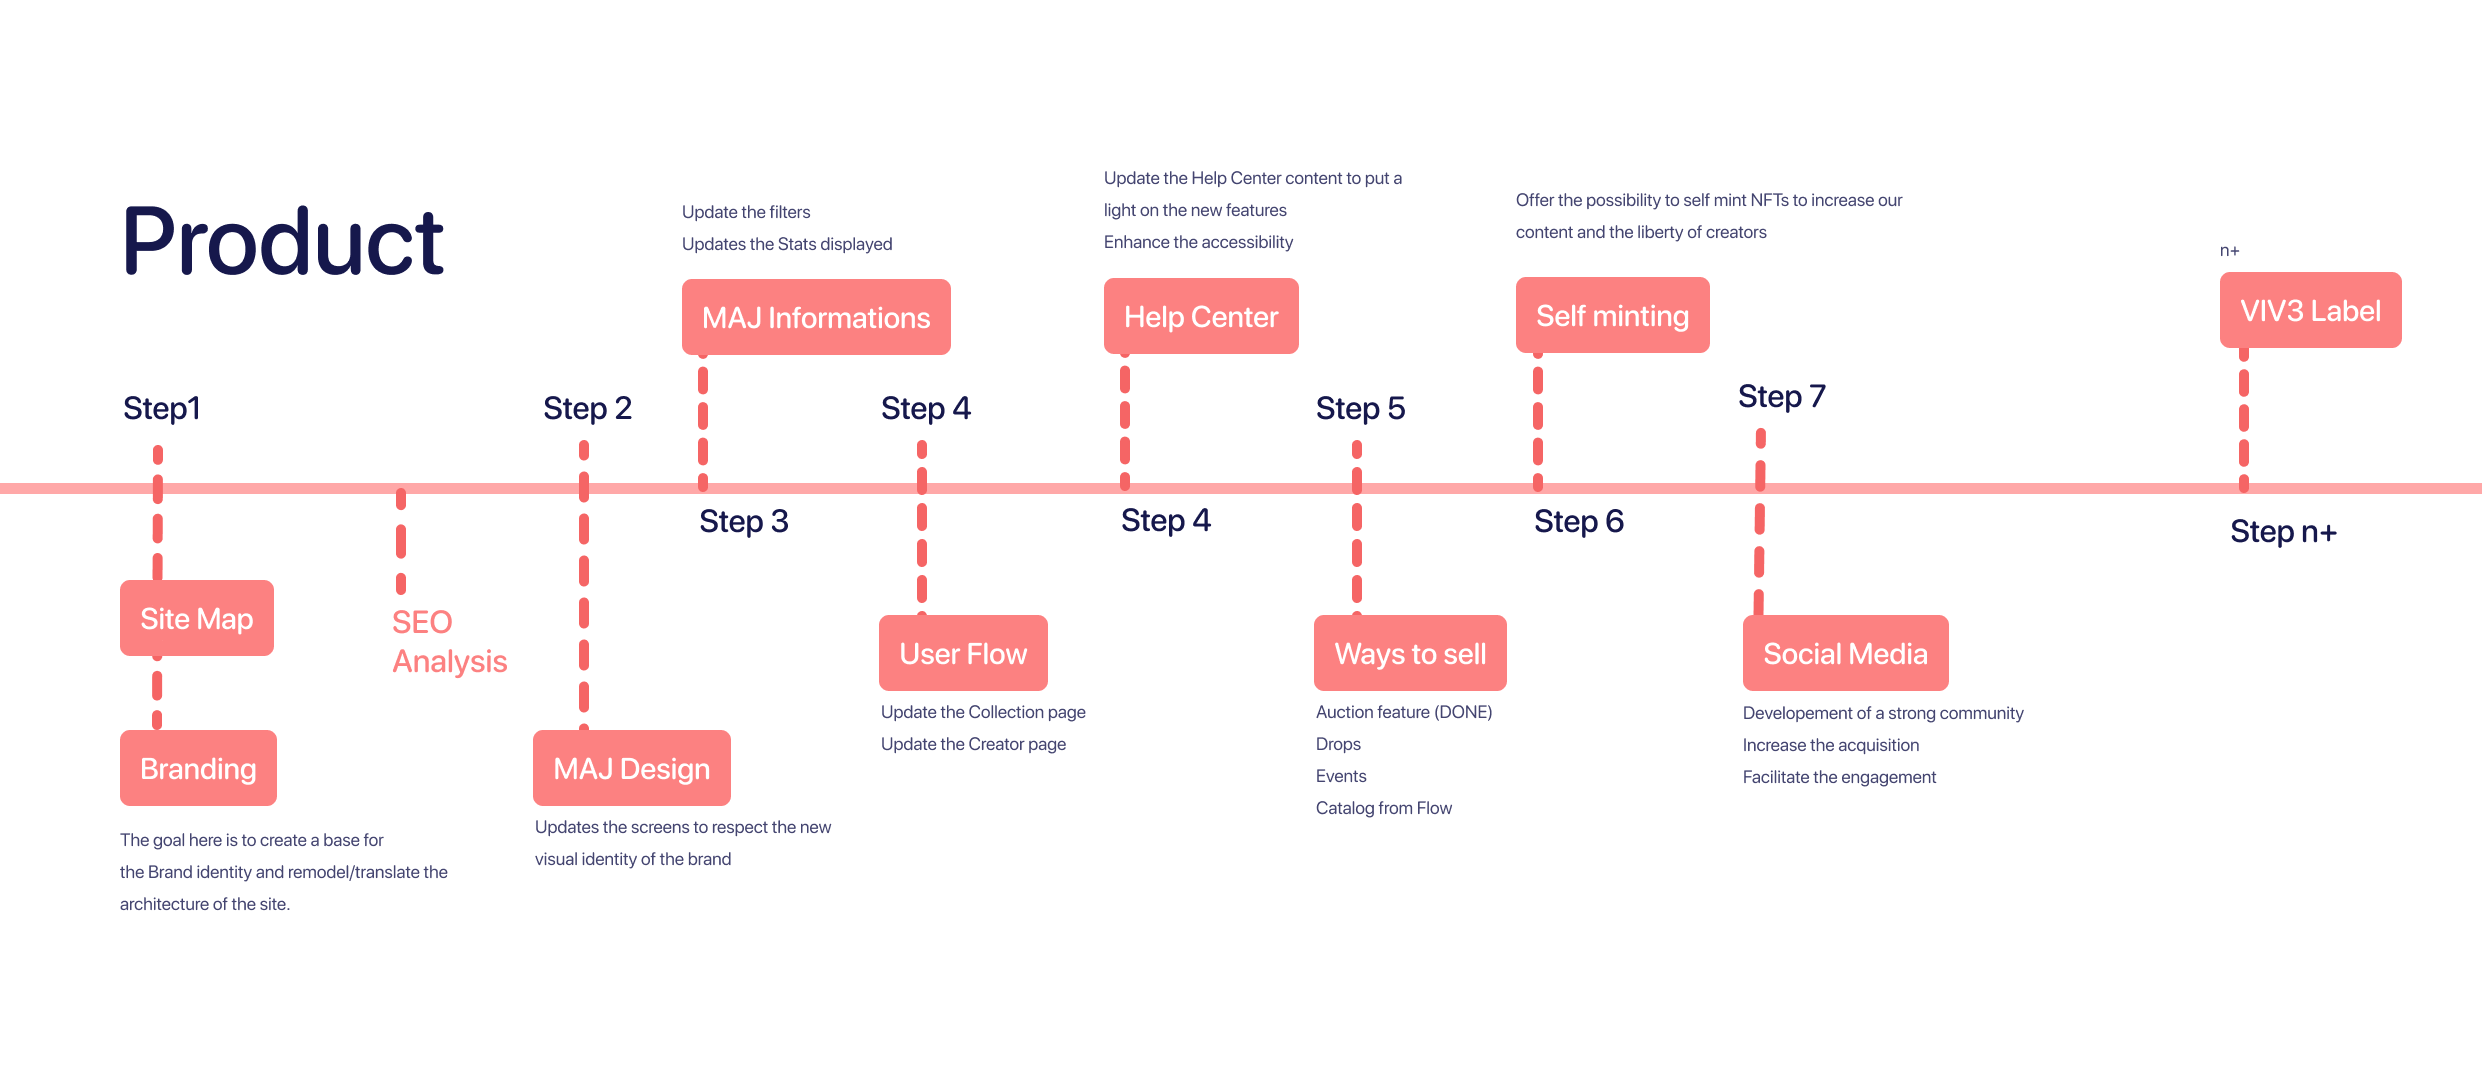 Product
Step1
Site Map
Branding
The goal here is to create a base for
the Brand identity and remodel/translate the
architecture of the site.
SEO
Analysis
Step 2
MAJ Design
Updates the screens to respect the new
visual identity of the brand
Update the filters
Updates the Stats displayed
MAJ Informations
Step 3
Step 4
User Flow
Update the Collection page
Update the Creator page
Update the Help Center content to put a
light on the new features
Enhance the accessibility
Help Center
Step 4
Step 5
Ways to sell
Auction feature (DONE)
Drops
Events
Catalog from Flow
Offer the possibility to self mint NFTs to increase our
content and the liberty of creators
Self minting
Step 6
Step 7
Social Media
Developement of a strong community
Increase the acquisition
Facilitate the engagement
n+
VIV3 Label
Step n+